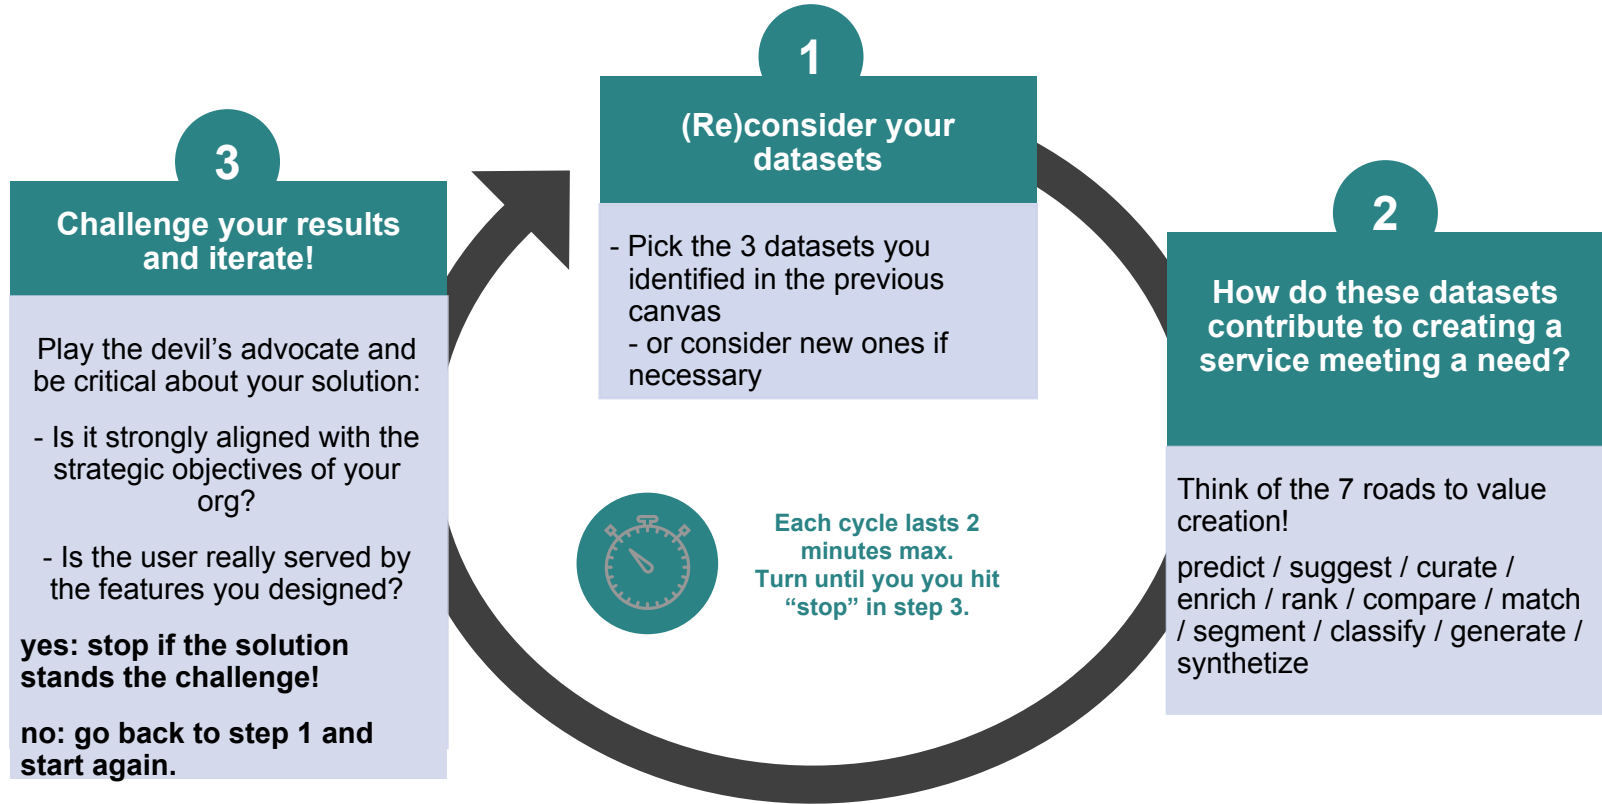 1
(Re)consider your
datasets
- Pick the 3 datasets you
identified in the previous
canvas
- or consider new ones if
necessary
2
How do these datasets
contribute to creating a
service meeting a need?
Think of the 7 roads to value
creation!
predict / suggest / curate /
enrich / rank / compare / match
/ segment / classify / generate /
synthetize
3
Challenge your results
and iterate!
Play the devil’s advocate and
be critical about your solution:
- Is it strongly aligned with the
strategic objectives of your
org?
- Is the user really served by
the features you designed?
yes: stop if the solution
stands the challenge!
no: go back to step 1 and
start again.
Each cycle lasts 2
minutes max.
Turn until you you hit
“stop” in step 3.